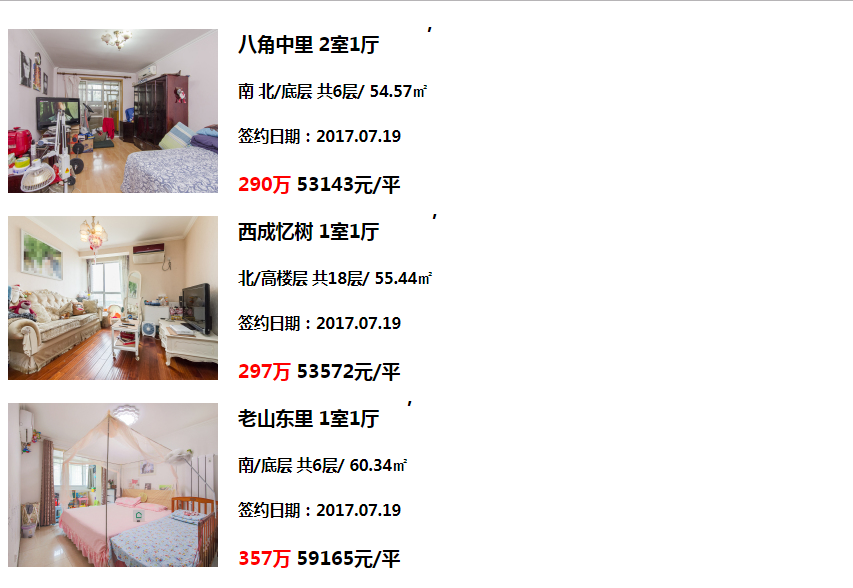 八角中里 2室1厅
,
南 北/底层 共6层/ 54.57㎡
签约日期：2017.07.19
290万 53143元/平
西成忆树 1室1厅
,
北/高楼层 共18层/ 55.44㎡
签约日期：2017.07.19
297万 53572元/平
老山东里 1室1厅
,
南/底层 共6层/ 60.34㎡
签约日期：2017.07.19
357万 59165元/平